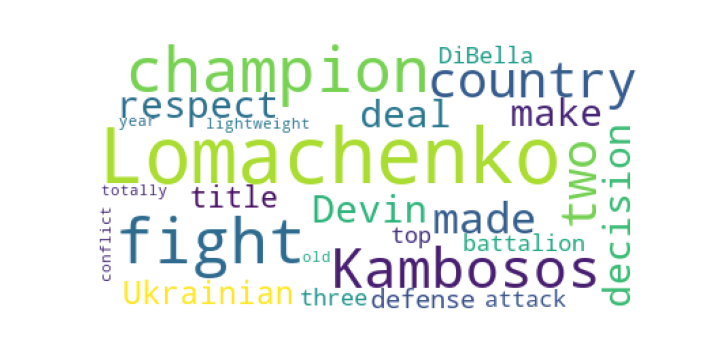 DiBella
champion
country
respect
deal
make
year
lightweight
Lomachenko
two
decision
totally
title
Devin
made
conflict
fight
top
battalion
old
Kambosos
Ukrainian
three
defense
attack